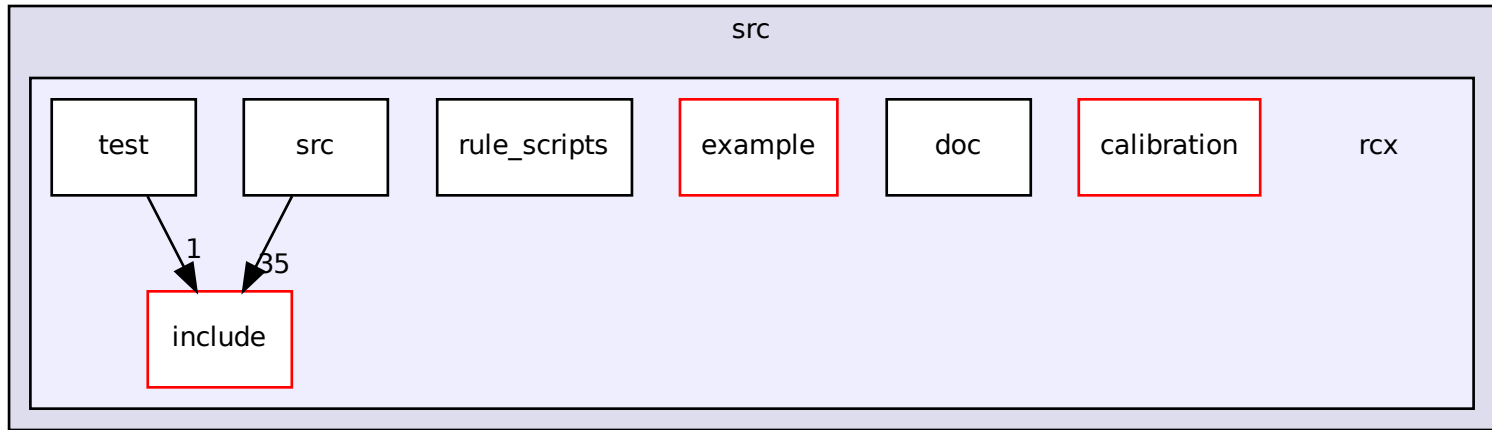 src
test
src
rule_scripts
example
doc
calibration
rcx
1
35
include